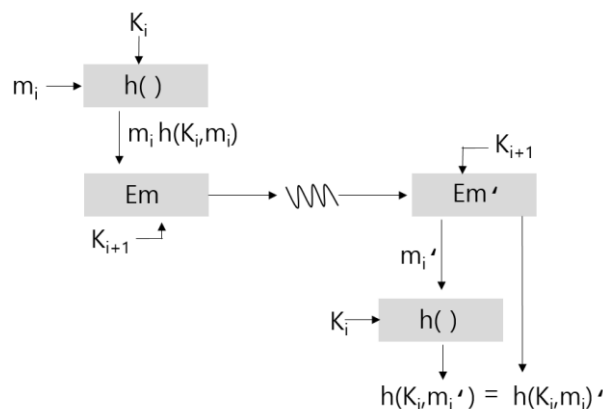 Kᵢ
mᵢ h( )
mᵢ h(Kᵢ,mᵢ)
Kᵢ₊₁
Em Em′
Kᵢ₊₁
mᵢ′
Kᵢ h( )
h(Kᵢ,mᵢ′) = h(Kᵢ,mᵢ)′